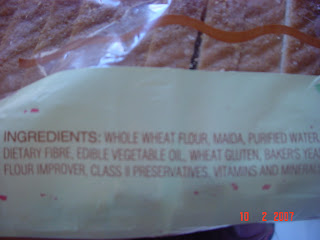 INGREDIENTS: WHOLE WHEAT FLOUR, MAIDA, PURIFIED WATER,
DIETARY FIBRE, EDIBLE VEGETABLE OIL, WHEAT GLUTEN, BAKER'S YEA
FLOUR IMPROVER, CLASS II PRESERVATIVES, VITAMINS AND MINERAL
10 2 2007